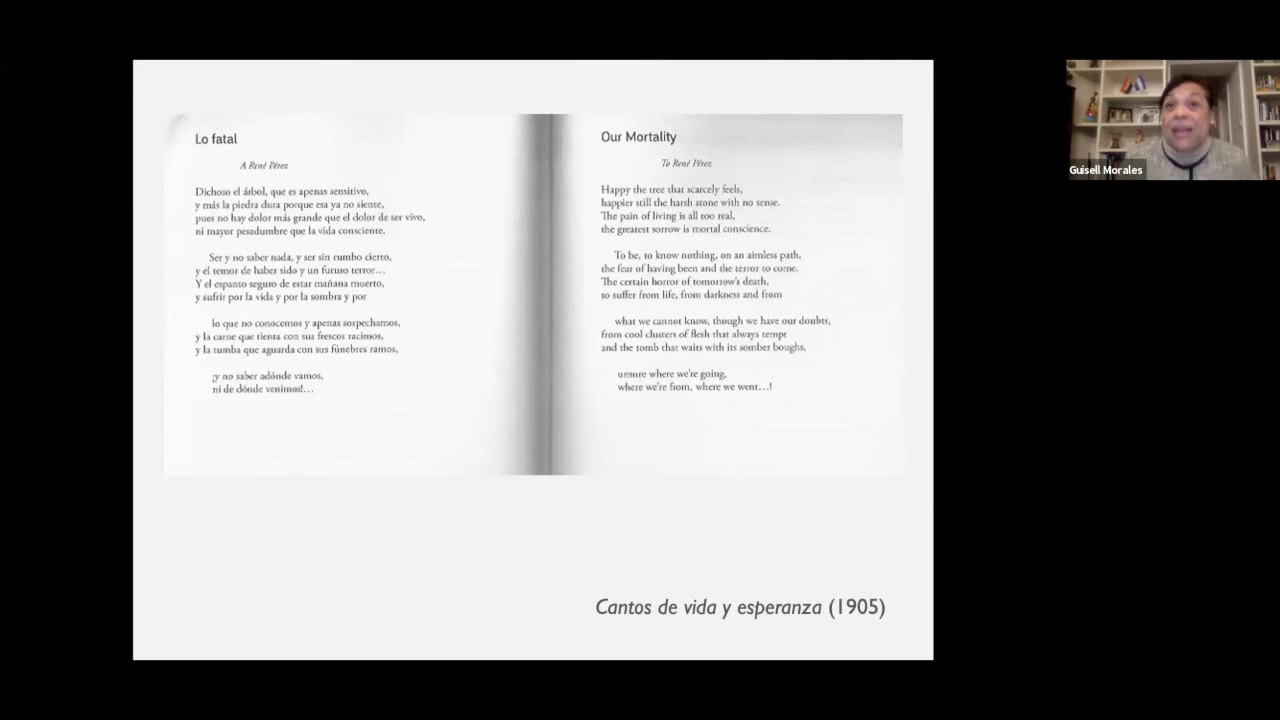 Lo fatal
A René Pérez
Dichoso el árbol, que es apenas sensitivo,
y más la piedra dura porque esa ya no siente,
pues no hay dolor más grande que el dolor de ser vivo,
ni mayor pesadumbre que la vida consciente.
Ser y no saber nada, y ser sin rumbo cierto,
y el temor de haber sido y un futuro terror...
Y el espanto seguro de estar mañana muerto,
y sufrir por la vida y por la sombra y por
lo que no conocemos y apenas sospechamos,
y la carne que tienta con sus frescos racimos,
y la tumba que aguarda con sus fúnebres ramos,
¡y no saber adónde vamos,
ni de dónde venimos!...
Our Mortality
To René Pérez
Happy the tree that scarcely feels,
happier still the harsh stone with no sense.
The pain of living is all too real,
the greatest sorrow is mortal conscience.
To be, to know nothing, on an aimless path,
the fear of having been and the terror to come.
The certain horror of tomorrow's death,
to suffer from life, from darkness and from
what we cannot know, though we have our doubts,
from cool clusters of flesh that always tempt
and the tomb that waits with its somber boughs,
unsure where we're going,
where we're from, where we went...!
Cantos de vida y esperanza (1905)
Guisell Morales